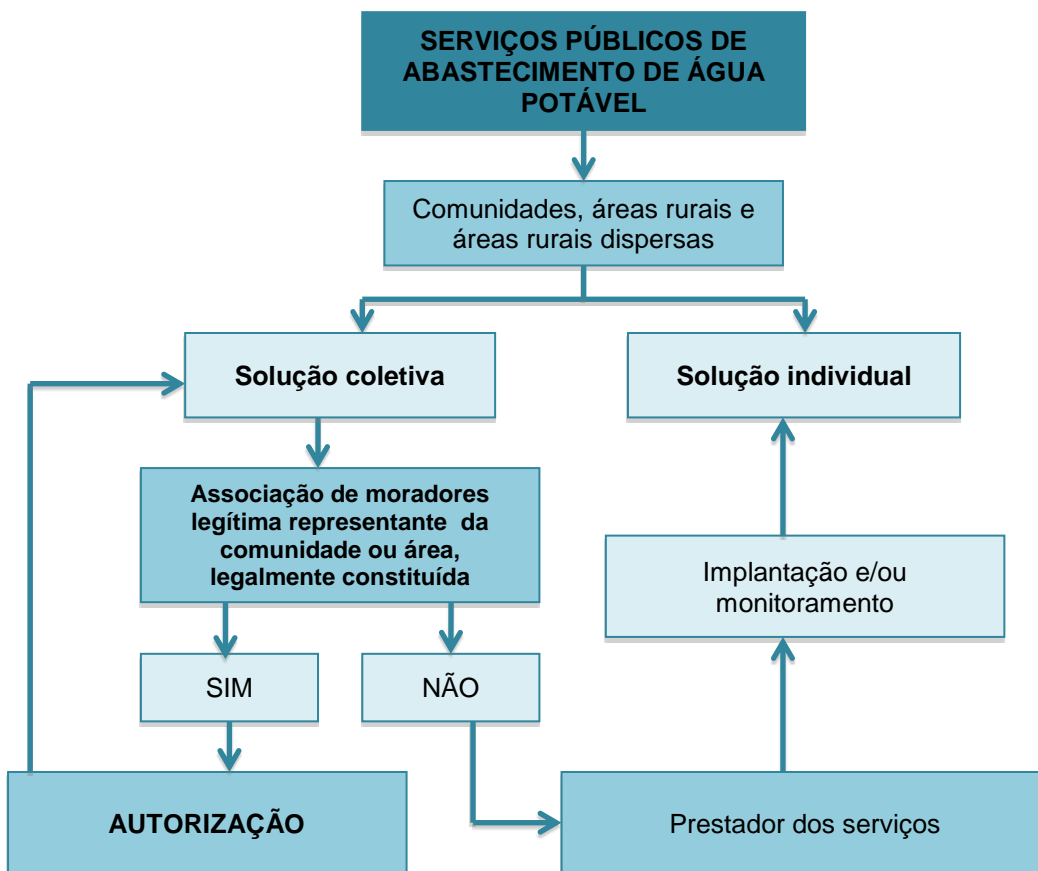 SERVIÇOS PÚBLICOS DE
ABASTECIMENTO DE ÁGUA
POTÁVEL
Comunidades, áreas rurais e
áreas rurais dispersas
Solução coletiva
Solução individual
Associação de moradores
legítima representante da
comunidade ou área,
legalmente constituída
Implantação e/ou
monitoramento
SIM
NÃO
AUTORIZAÇÃO
Prestador dos serviços